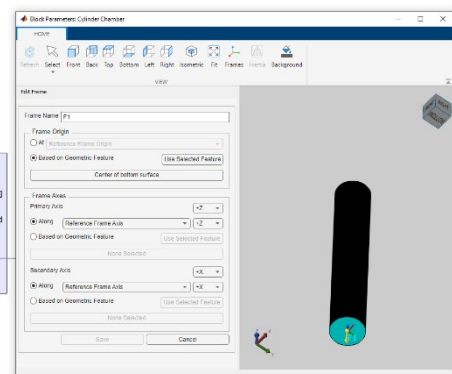 Block Parameters: Cylinder Chamber
HOME
Refresh Select Front Back Top Bottom Left Right Isometric Fit Frames Inertia Background
VIEW
Edit Frame
Frame Name F1
Frame Origin
At Reference Frame Origin
Based on Geometric Feature Use Selected Feature
Center of bottom surface
Frame Axes
Primary Axis +Z
Along Reference Frame Axis +Z
Based on Geometric Feature Use Selected Feature
None Selected
Secondary Axis +X
Along Reference Frame Axis +X
Based on Geometric Feature Use Selected Feature
None Selected
Save Cancel